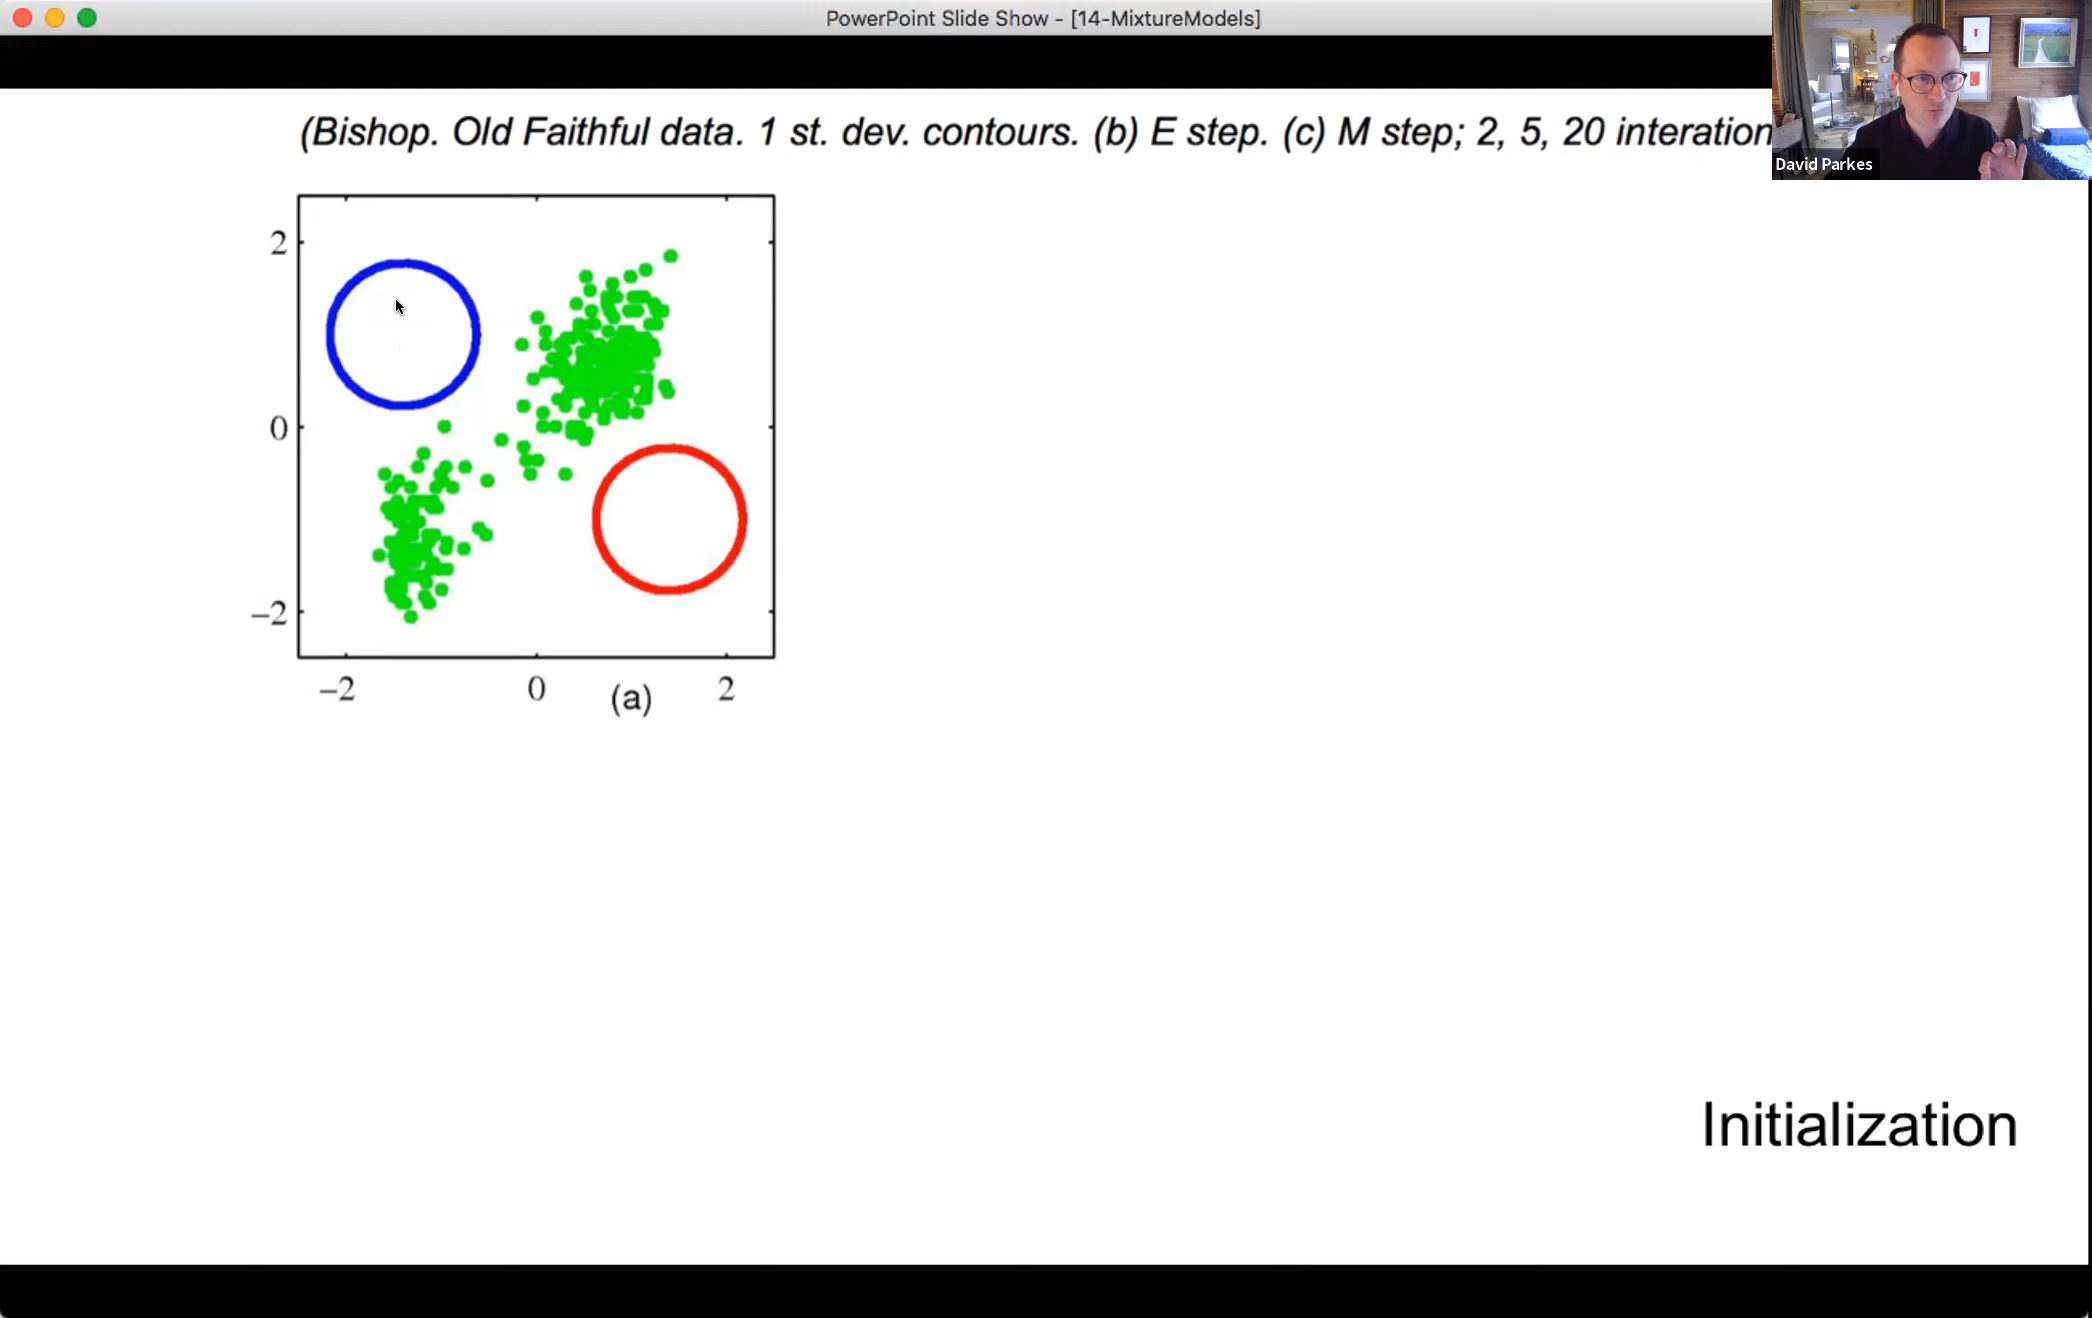 PowerPoint Slide Show - [14-MixtureModels]
(Bishop. Old Faithful data. 1 st. dev. contours. (b) E step. (c) M step; 2, 5, 20 interation
David Parkes
2
0
−2
−2 0 (a) 2
Initialization